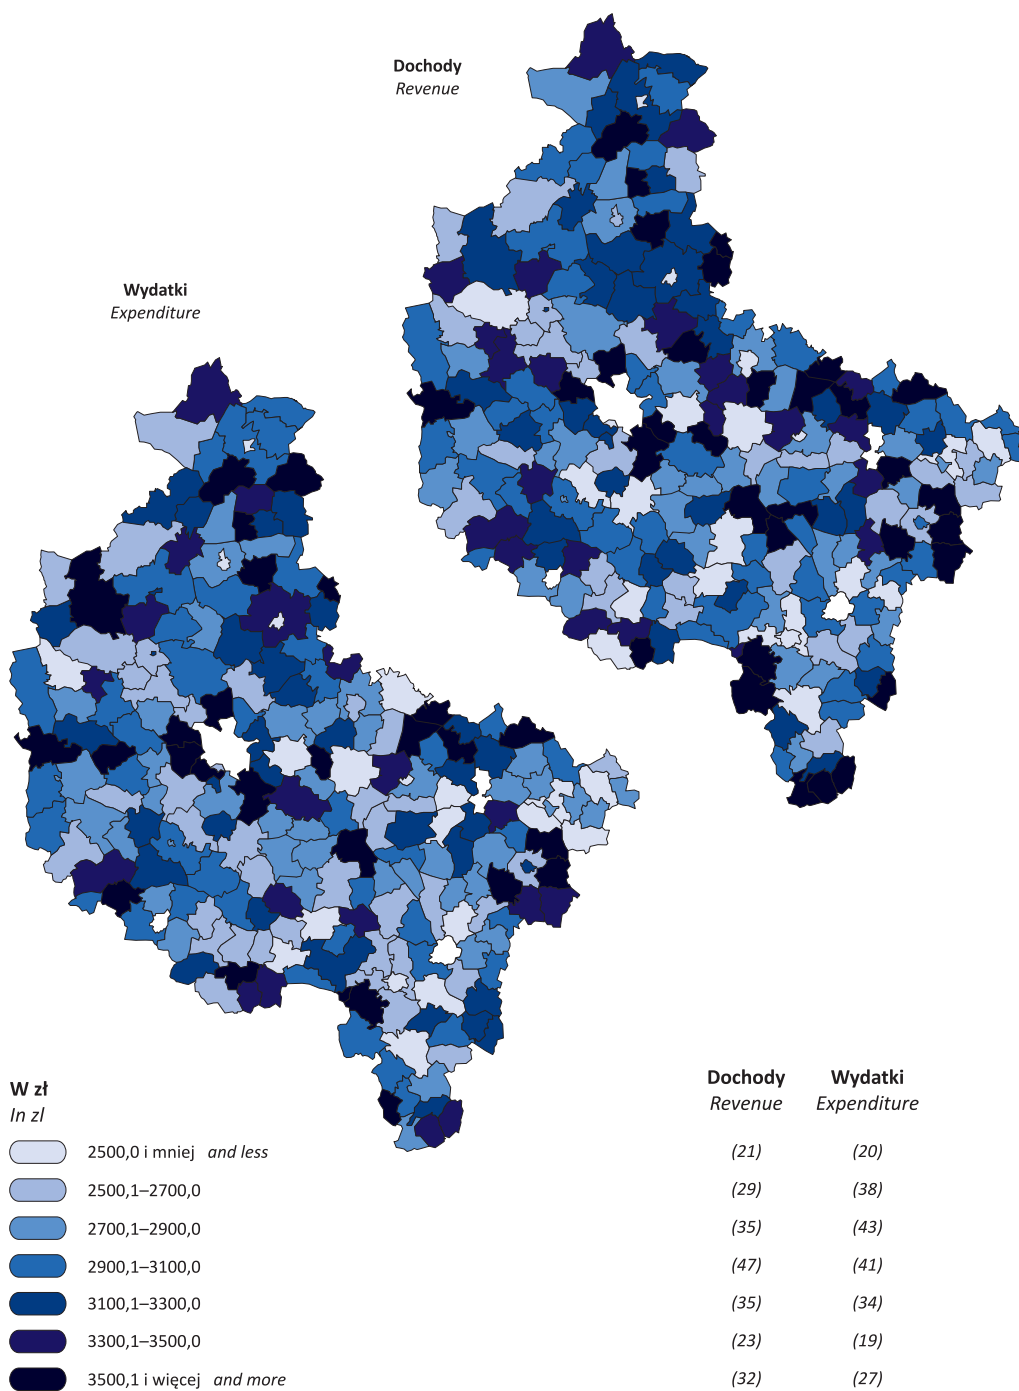 Dochody
Revenue
Wydatki
Expenditure
W zł
In zl
Dochody Wydatki
Revenue Expenditure
2500,0 i mniej and less (21) (20)
2500,1–2700,0 (29) (38)
2700,1–2900,0 (35) (43)
2900,1–3100,0 (47) (41)
3100,1–3300,0 (35) (34)
3300,1–3500,0 (23) (19)
3500,1 i więcej and more (32) (27)